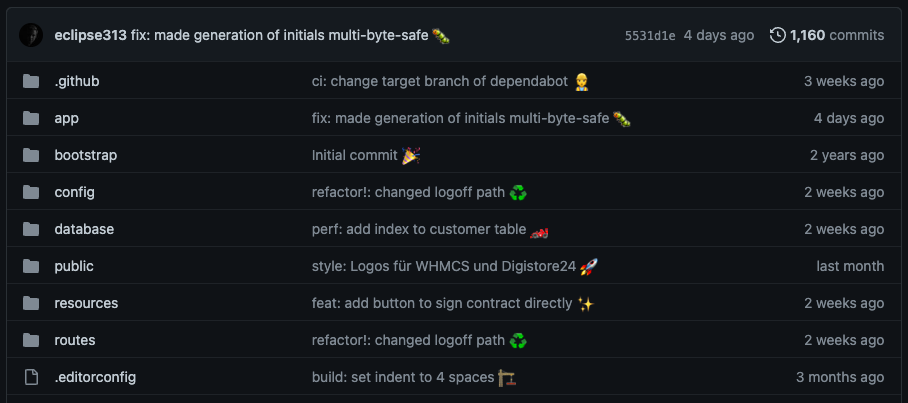 eclipse313 fix: made generation of initials multi-byte-safe 🐛 5531d1e 4 days ago 1,160 commits
.github ci: change target branch of dependabot 👷 3 weeks ago
app fix: made generation of initials multi-byte-safe 🐛 4 days ago
bootstrap Initial commit 🎉 2 years ago
config refactor!: changed logoff path ♻️ 2 weeks ago
database perf: add index to customer table 🏎️ 2 weeks ago
public style: Logos für WHMCS und Digistore24 🚀 last month
resources feat: add button to sign contract directly ✨ 2 weeks ago
routes refactor!: changed logoff path ♻️ 2 weeks ago
.editorconfig build: set indent to 4 spaces 🏗️ 3 months ago